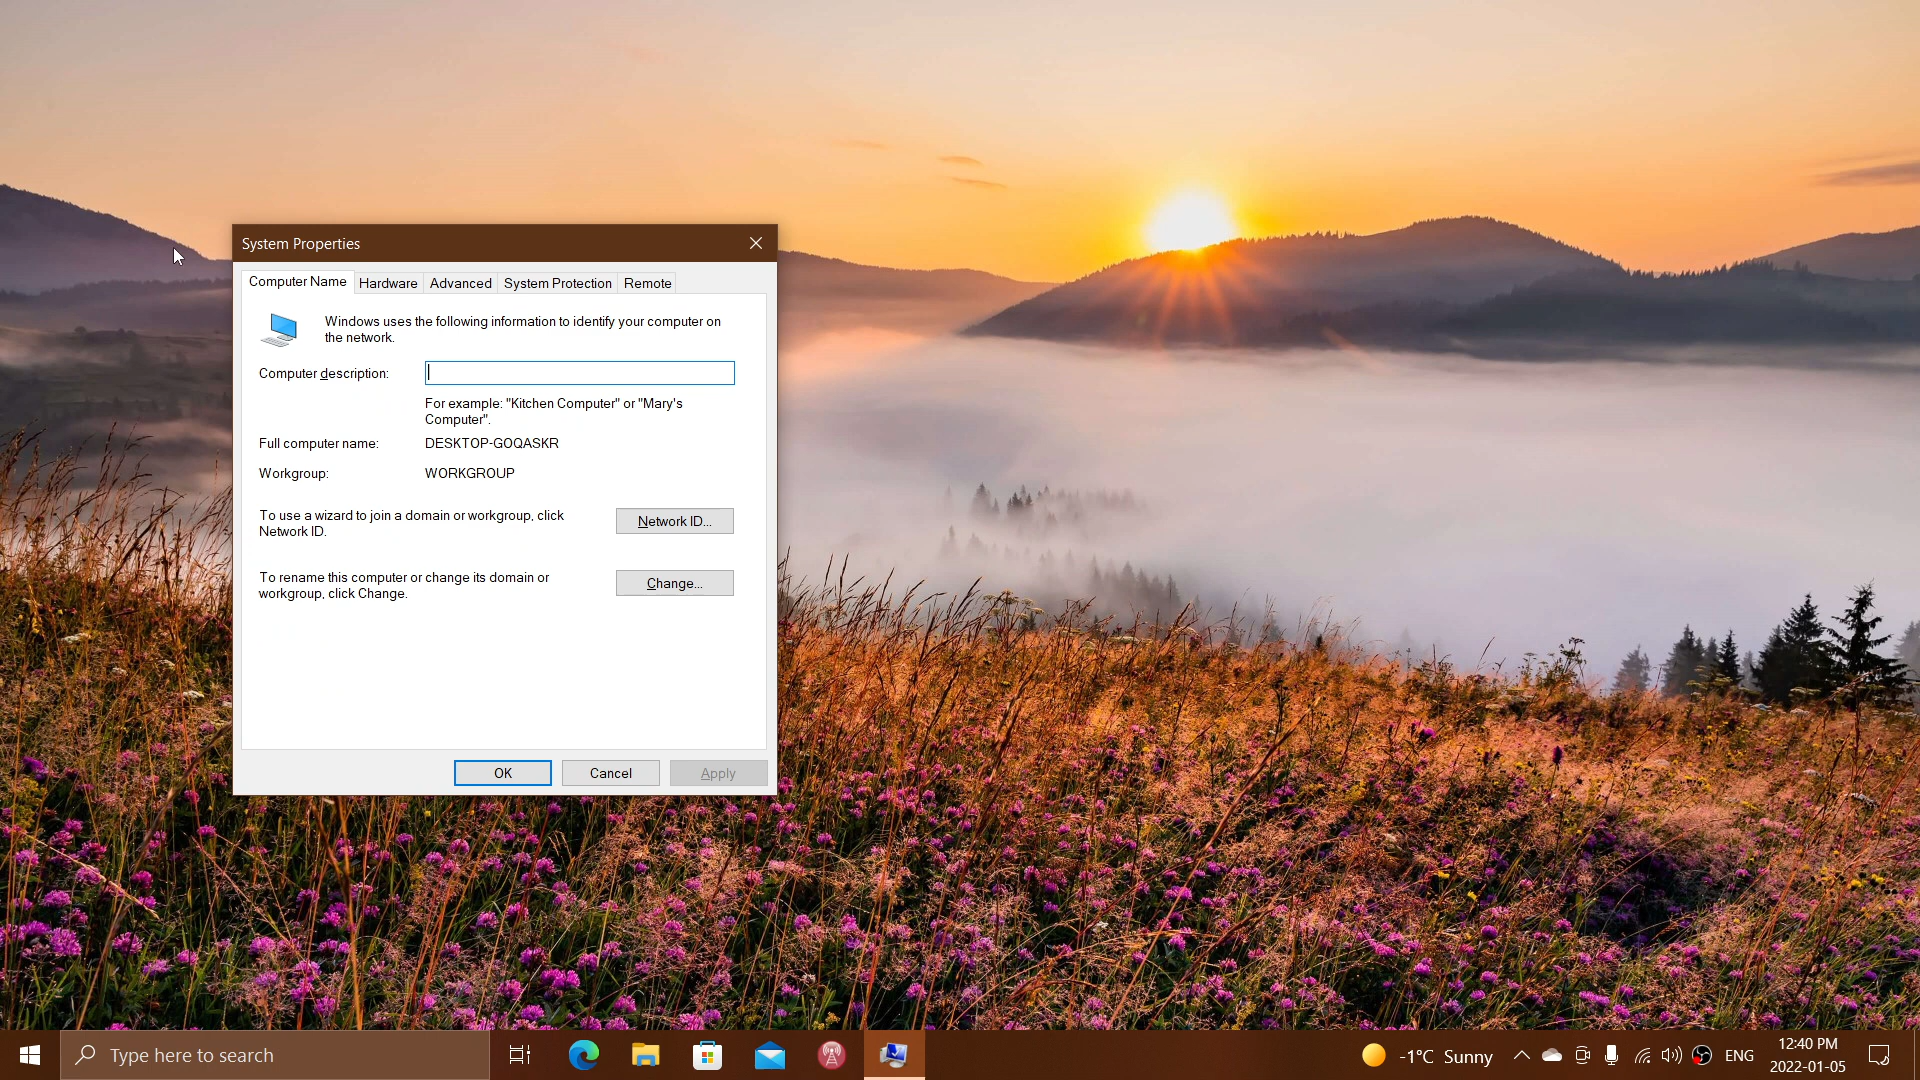 System Properties
Computer Name
Hardware
Advanced
System Protection
Remote
Windows uses the following information to identify your computer on
the network.
Computer description:
For example: "Kitchen Computer" or "Mary's
Computer".
Full computer name:
DESKTOP-GOQASKR
Workgroup:
WORKGROUP
To use a wizard to join a domain or workgroup, click
Network ID.
Network ID...
To rename this computer or change its domain or
workgroup, click Change.
Change...
OK
Cancel
Apply
Type here to search
-1°C Sunny
ENG
12:40 PM
2022-01-05